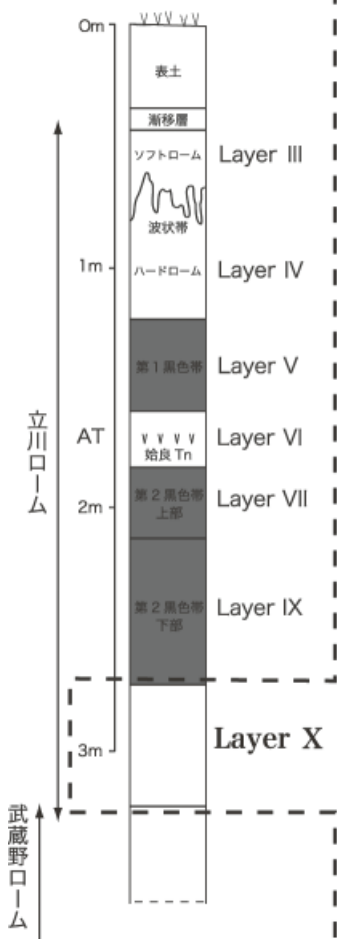 0m
表土
漸移層
ソフトローム
Layer III
波状帯
1m
ハードローム
Layer IV
第1黒色帯
Layer V
立川ローム
AT
姶良 Tn
Layer VI
第2黒色帯
上部
Layer VII
2m
第2黒色帯
下部
Layer IX
Layer X
3m
武蔵野ローム